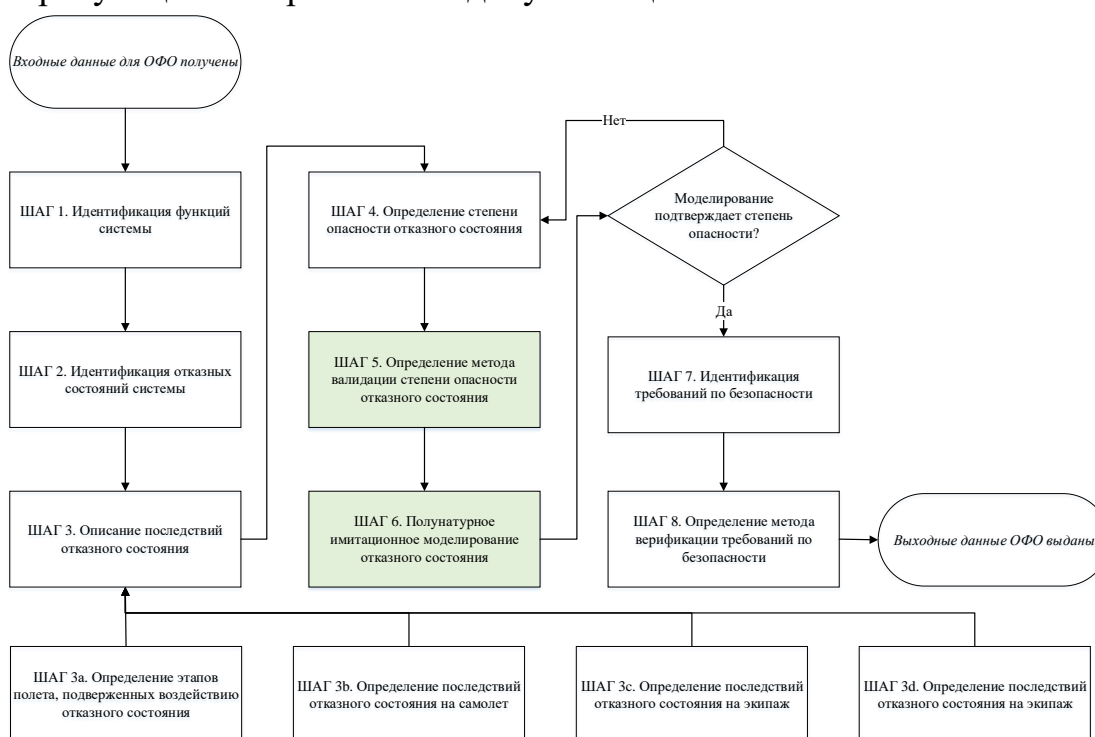 Входные данные для ОФО получены
ШАГ 1. Идентификация функций
системы
ШАГ 2. Идентификация отказных
состояний системы
ШАГ 3. Описание последствий
отказного состояния
ШАГ 3a. Определение этапов
полета, подверженных воздействию
отказного состояния
ШАГ 3b. Определение последствий
отказного состояния на самолет
ШАГ 3c. Определение последствий
отказного состояния на экипаж
ШАГ 3d. Определение последствий
отказного состояния на экипаж
ШАГ 4. Определение степени
опасности отказного состояния
ШАГ 5. Определение метода
валидации степени опасности
отказного состояния
ШАГ 6. Полунатурное
имитационное моделирование
отказного состояния
Моделирование
подтверждает степень
опасности?
Нет
Да
ШАГ 7. Идентификация
требований по безопасности
ШАГ 8. Определение метода
верификации требований по
безопасности
Выходные данные ОФО выданы